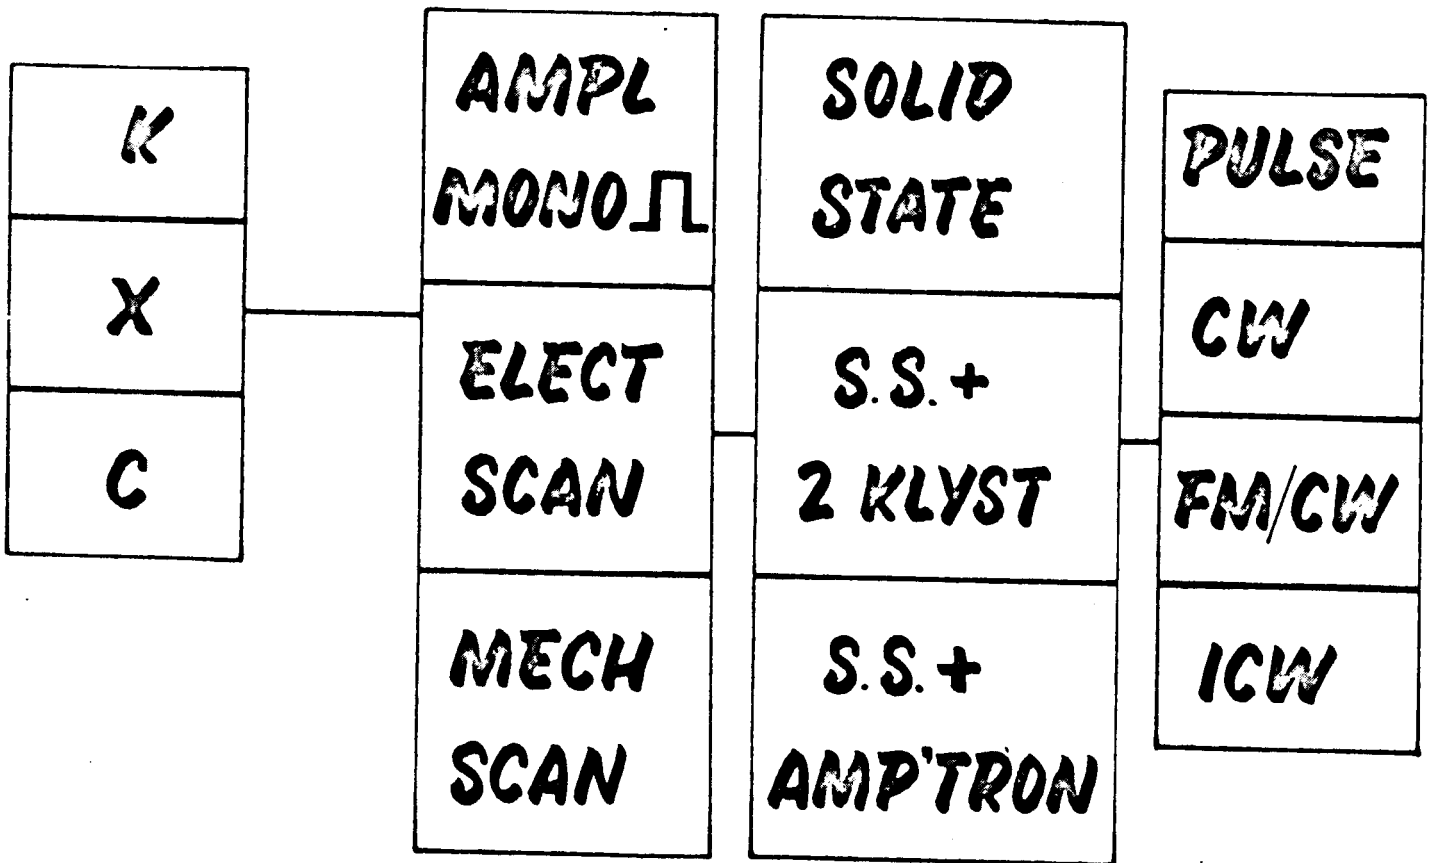 K
X
C
AMPL
MONO
ELECT
SCAN
MECH
SCAN
SOLID
STATE
S.S.+
2 KLYST
S.S.+
AMP'TRON
PULSE
CW
FM/CW
ICW